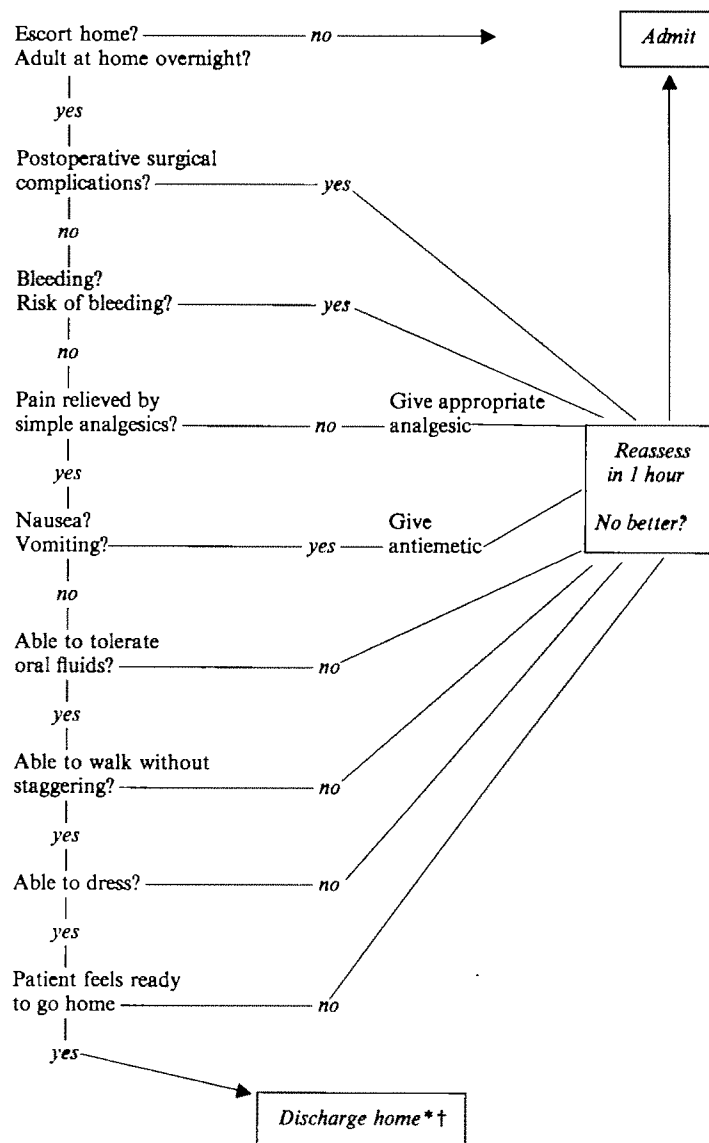 Escort home? no Admit
Adult at home overnight?
yes
Postoperative surgical
complications? yes
no
Bleeding?
Risk of bleeding? yes
no
Pain relieved by
simple analgesics? no
Give appropriate
analgesic
yes
Nausea?
Vomiting? yes
Give
antiemetic
Reassess
in 1 hour
No better?
no
Able to tolerate
oral fluids? no
yes
Able to walk without
staggering? no
yes
Able to dress? no
yes
Patient feels ready
to go home no
yes
Discharge home*†